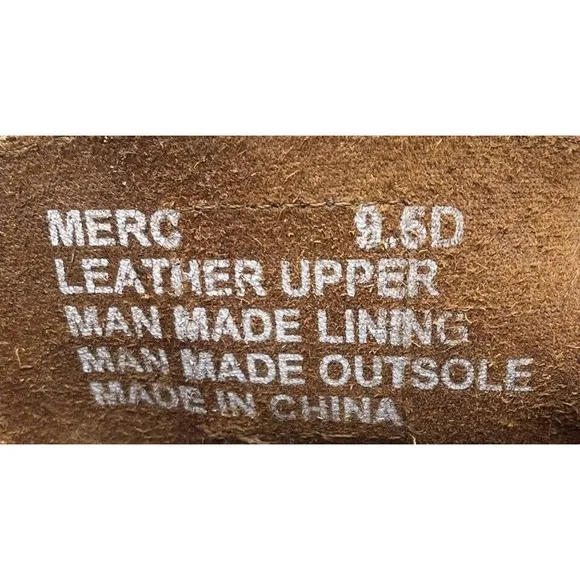 MERC 9.5D
LEATHER UPPER
MAN MADE LINING
MAN MADE OUTSOLE
MADE IN CHINA